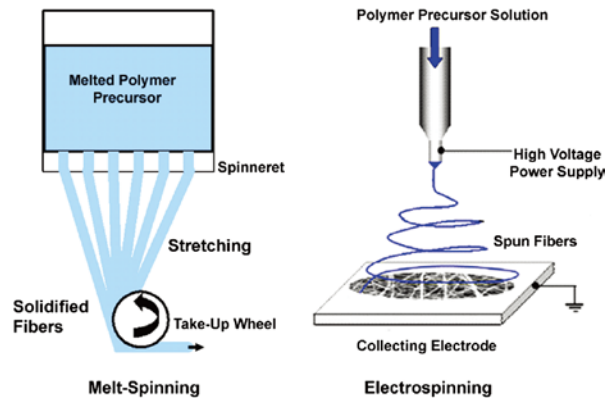 Melted Polymer
Precursor
Spinneret
Stretching
Solidified
Fibers
Take-Up Wheel
Melt-Spinning
Polymer Precursor Solution
High Voltage
Power Supply
Spun Fibers
Collecting Electrode
Electrospinning